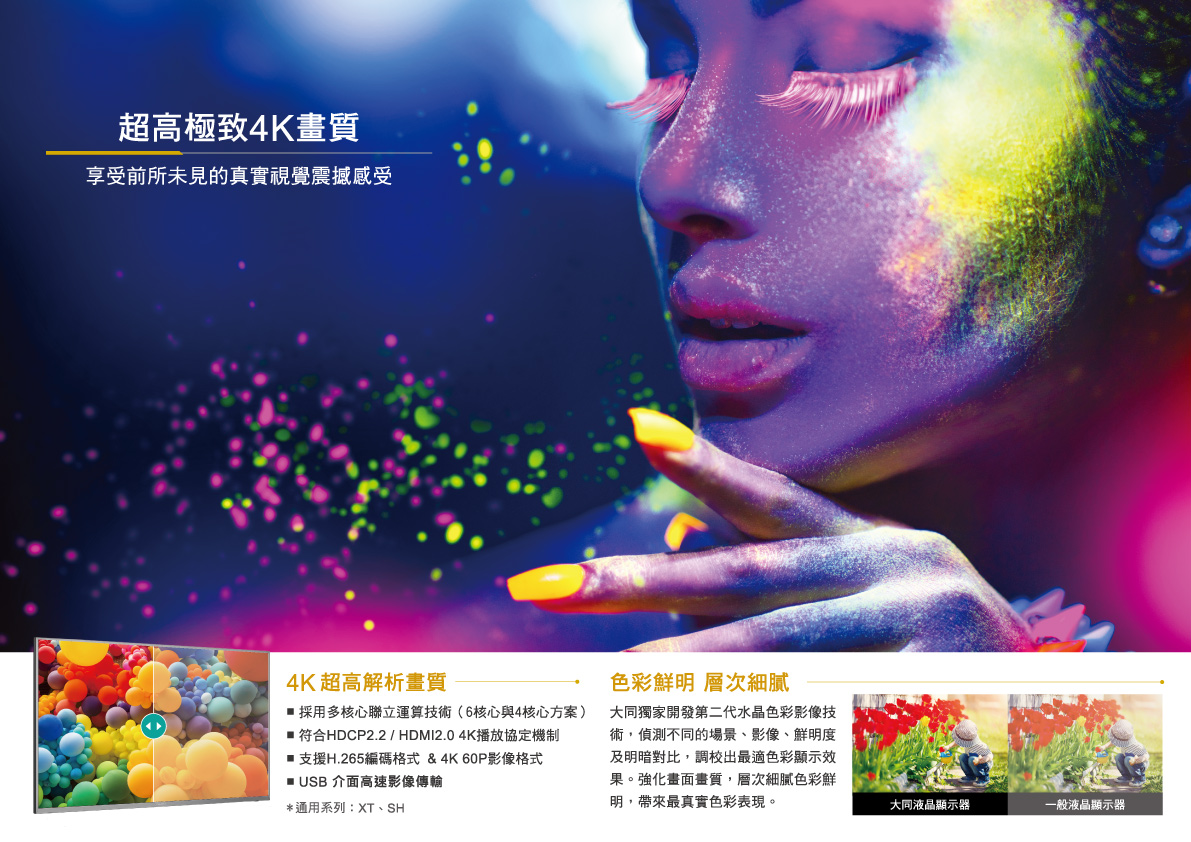 超高極致4K畫質
享受前所未見的真實視覺震撼感受
4K 超高解析畫質
■ 採用多核心聯立運算技術（6核心與4核心方案）
■ 符合HDCP2.2 / HDMI2.0 4K播放協定機制
■ 支援H.265編碼格式 & 4K 60P影像格式
■ USB 介面高速影像傳輸
＊通用系列：XT、SH
色彩鮮明 層次細膩
大同獨家開發第二代水晶色彩影像技
術，偵測不同的場景、影像、鮮明度
及明暗對比，調校出最適色彩顯示效
果。強化畫面畫質，層次細膩色彩鮮
明，帶來最真實色彩表現。
大同液晶顯示器
一般液晶顯示器